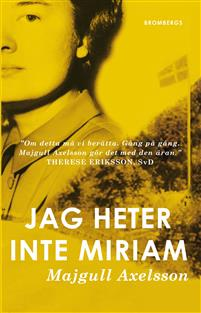 BROMBERGS
"Om detta må vi berätta. Gång på gång.
Majgull Axelsson gör det med den äran."
THERESE ERIKSSON, SvD
JAG HETER
INTE MIRIAM
Majgull Axelsson